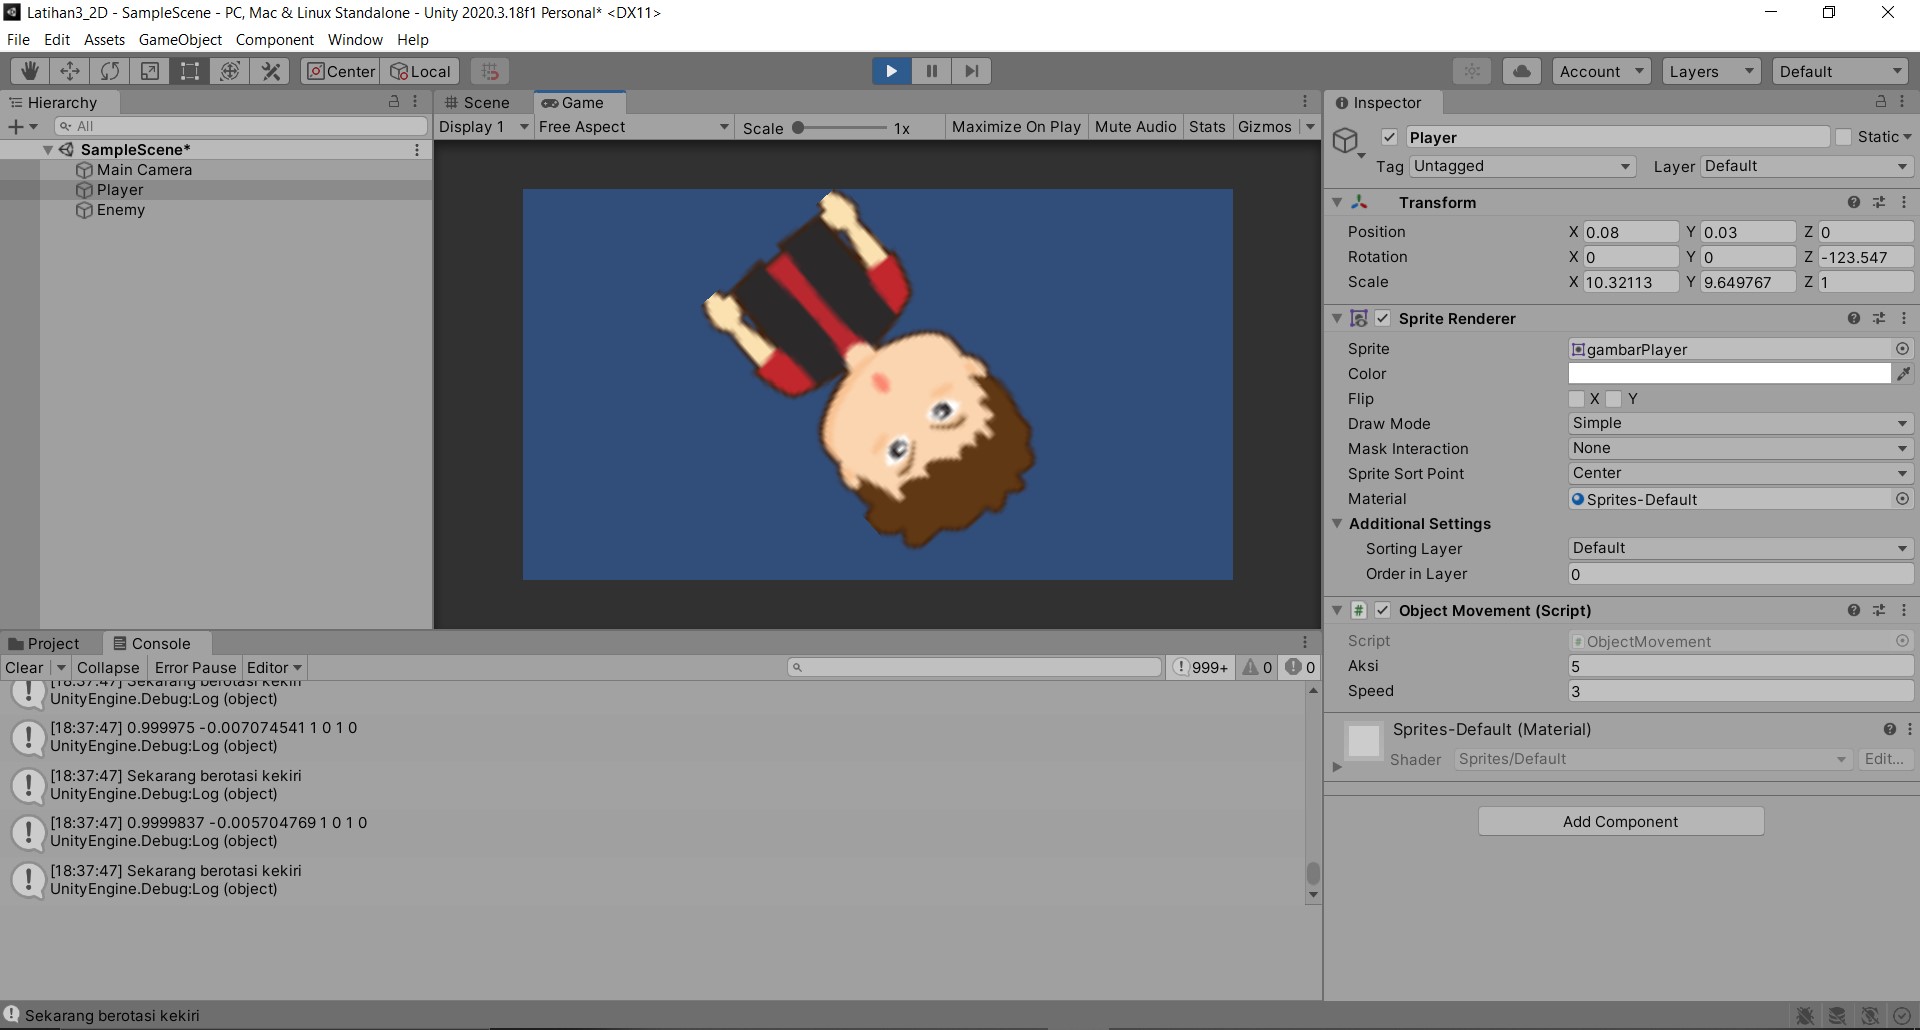 Latihan3_2D - SampleScene - PC, Mac & Linux Standalone - Unity 2020.3.18f1 Personal* <DX11>
File Edit Assets GameObject Component Window Help
Center Local Account Layers Default
Hierarchy
All
SampleScene*
Main Camera
Player
Enemy
Scene Game
Display 1 Free Aspect Scale 1x Maximize On Play Mute Audio Stats Gizmos
Project Console
Clear Collapse Error Pause Editor 999+ 0 0
[18:37:47] Sekarang berotasi kekiri
UnityEngine.Debug:Log (object)
[18:37:47] 0.999975 -0.007074541 1 0 1 0
UnityEngine.Debug:Log (object)
[18:37:47] Sekarang berotasi kekiri
UnityEngine.Debug:Log (object)
[18:37:47] 0.9999837 -0.005704769 1 0 1 0
UnityEngine.Debug:Log (object)
[18:37:47] Sekarang berotasi kekiri
UnityEngine.Debug:Log (object)
Inspector
Player Static
Tag Untagged Layer Default
Transform
Position X 0.08 Y 0.03 Z 0
Rotation X 0 Y 0 Z -123.547
Scale X 10.32113 Y 9.649767 Z 1
Sprite Renderer
Sprite gambarPlayer
Color
Flip X Y
Draw Mode Simple
Mask Interaction None
Sprite Sort Point Center
Material Sprites-Default
Additional Settings
Sorting Layer Default
Order in Layer 0
# Object Movement (Script)
Script # ObjectMovement
Aksi 5
Speed 3
Sprites-Default (Material)
Shader Sprites/Default Edit...
Add Component
Sekarang berotasi kekiri